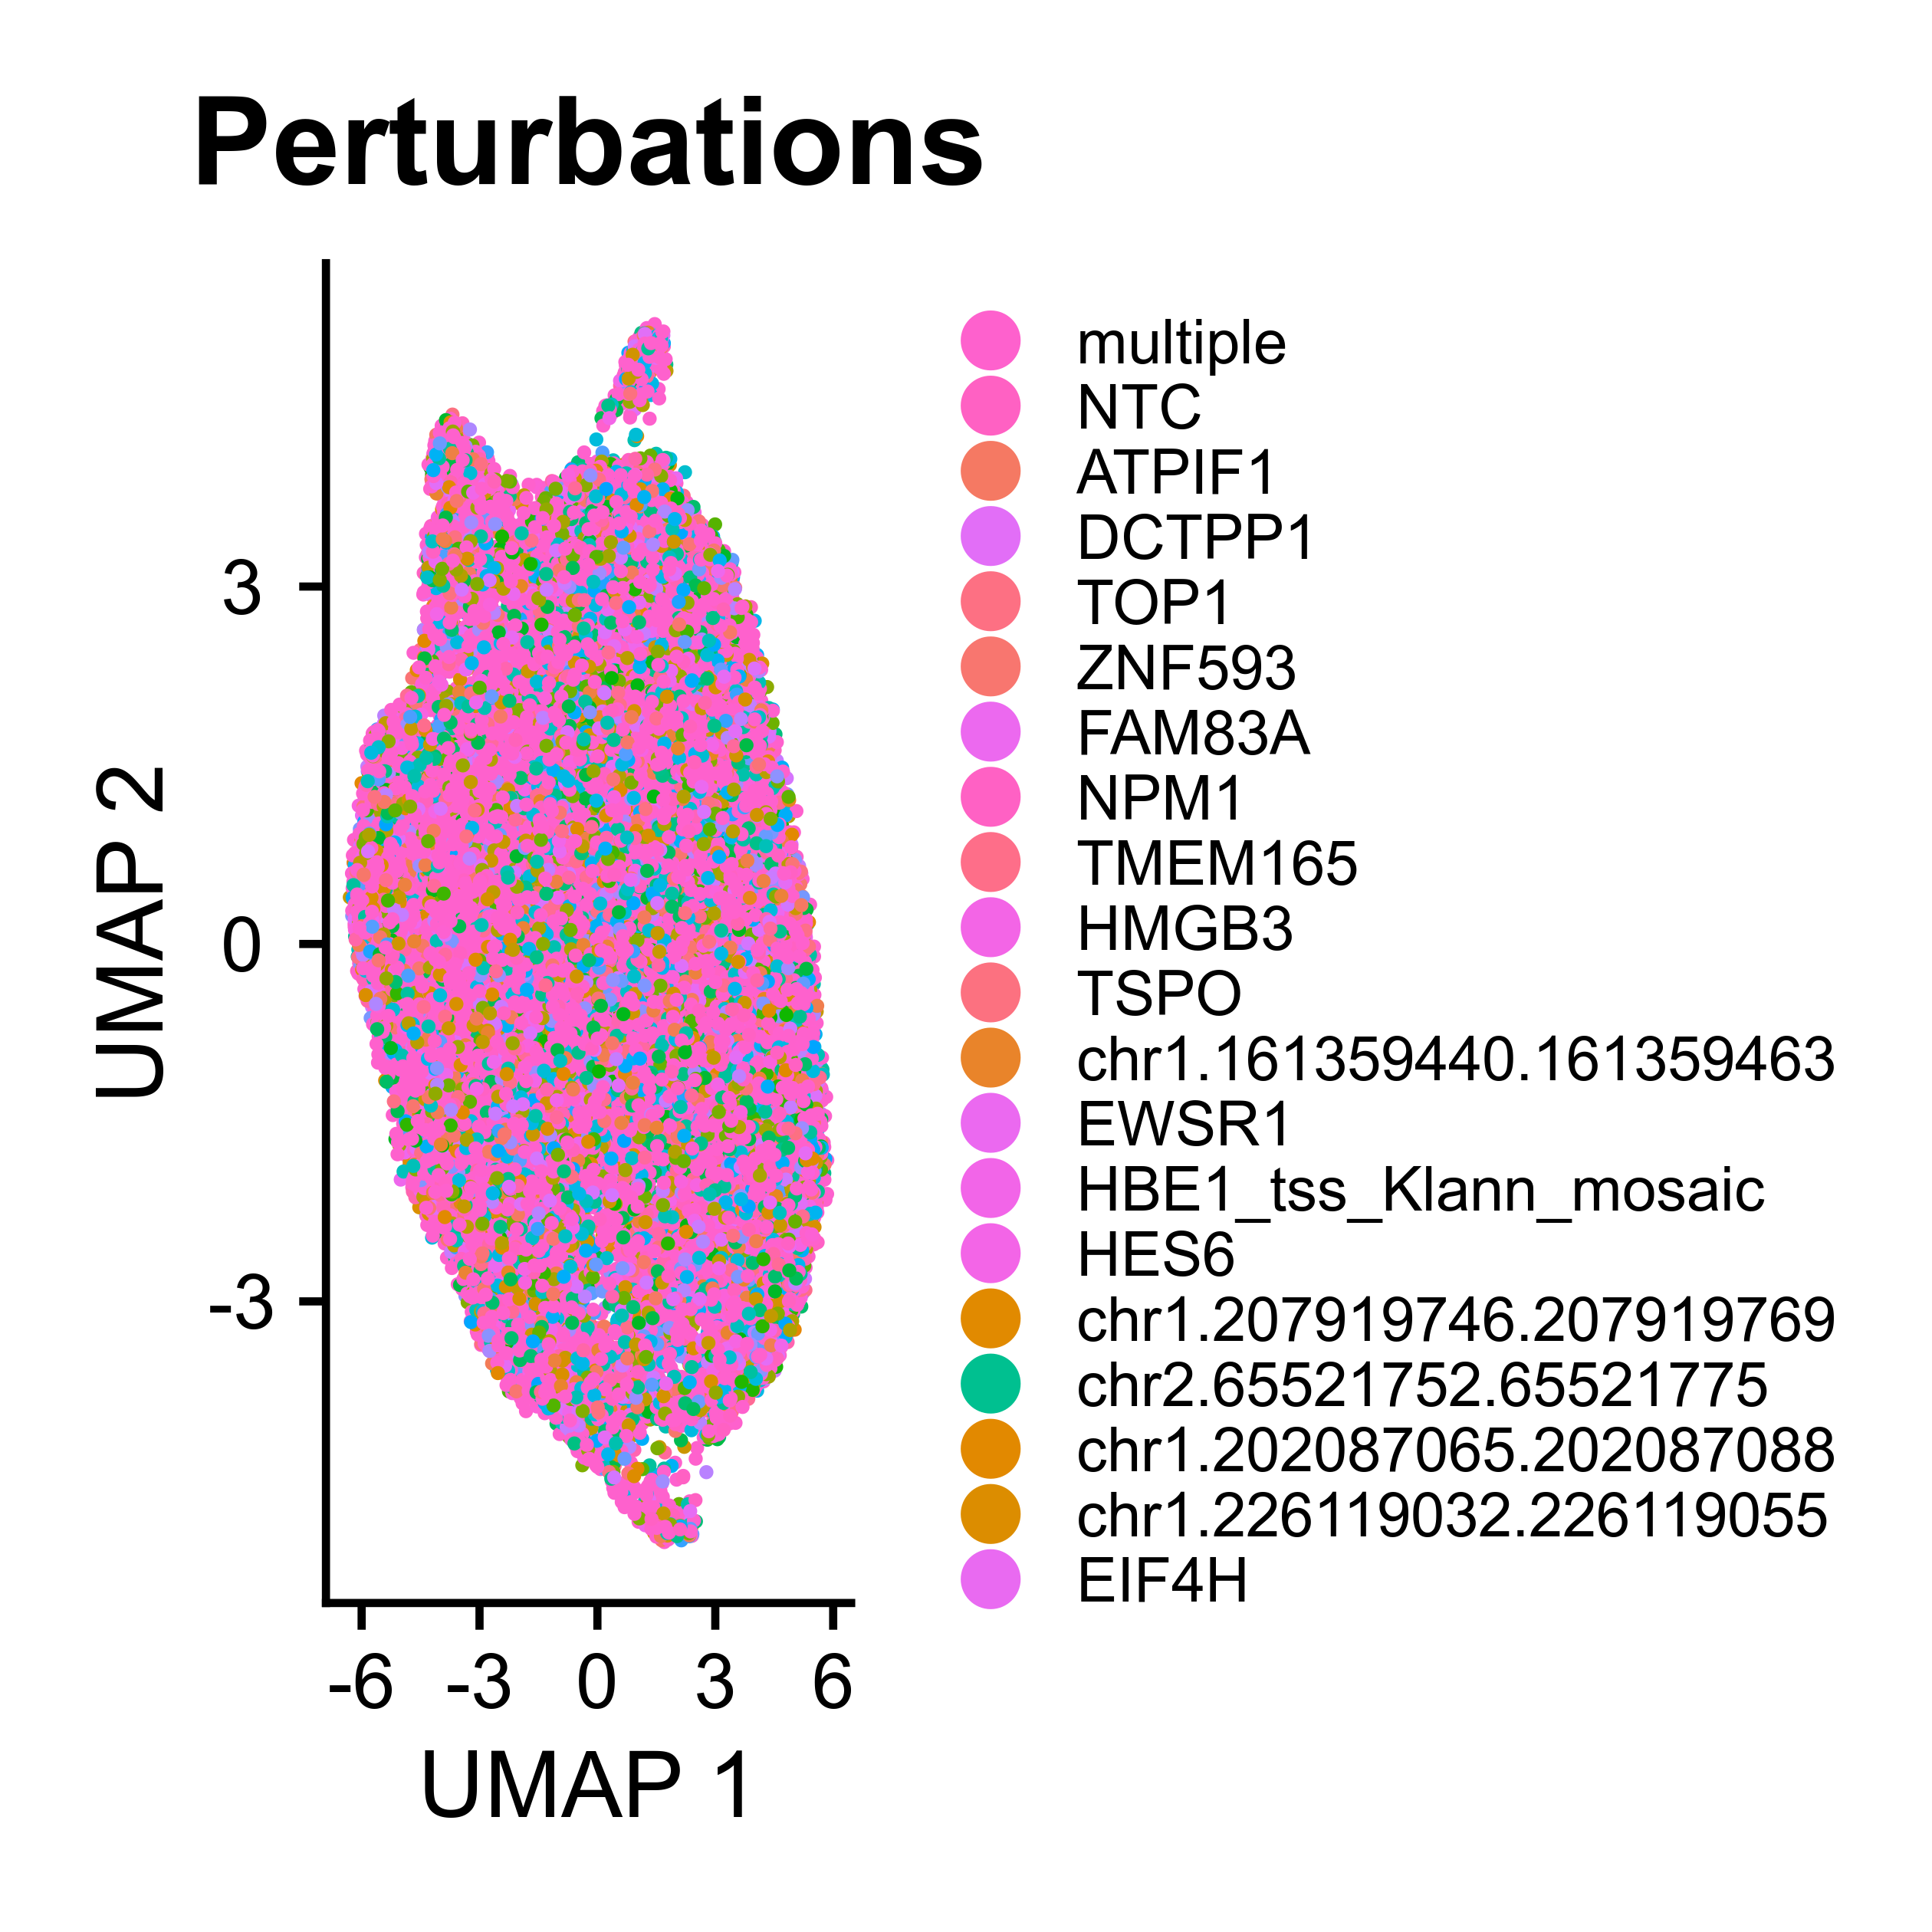 Perturbations
UMAP 2
3
0
-3
-6 -3 0 3 6
UMAP 1
multiple
NTC
ATPIF1
DCTPP1
TOP1
ZNF593
FAM83A
NPM1
TMEM165
HMGB3
TSPO
chr1.161359440.161359463
EWSR1
HBE1_tss_Klann_mosaic
HES6
chr1.207919746.207919769
chr2.65521752.65521775
chr1.202087065.202087088
chr1.226119032.226119055
EIF4H